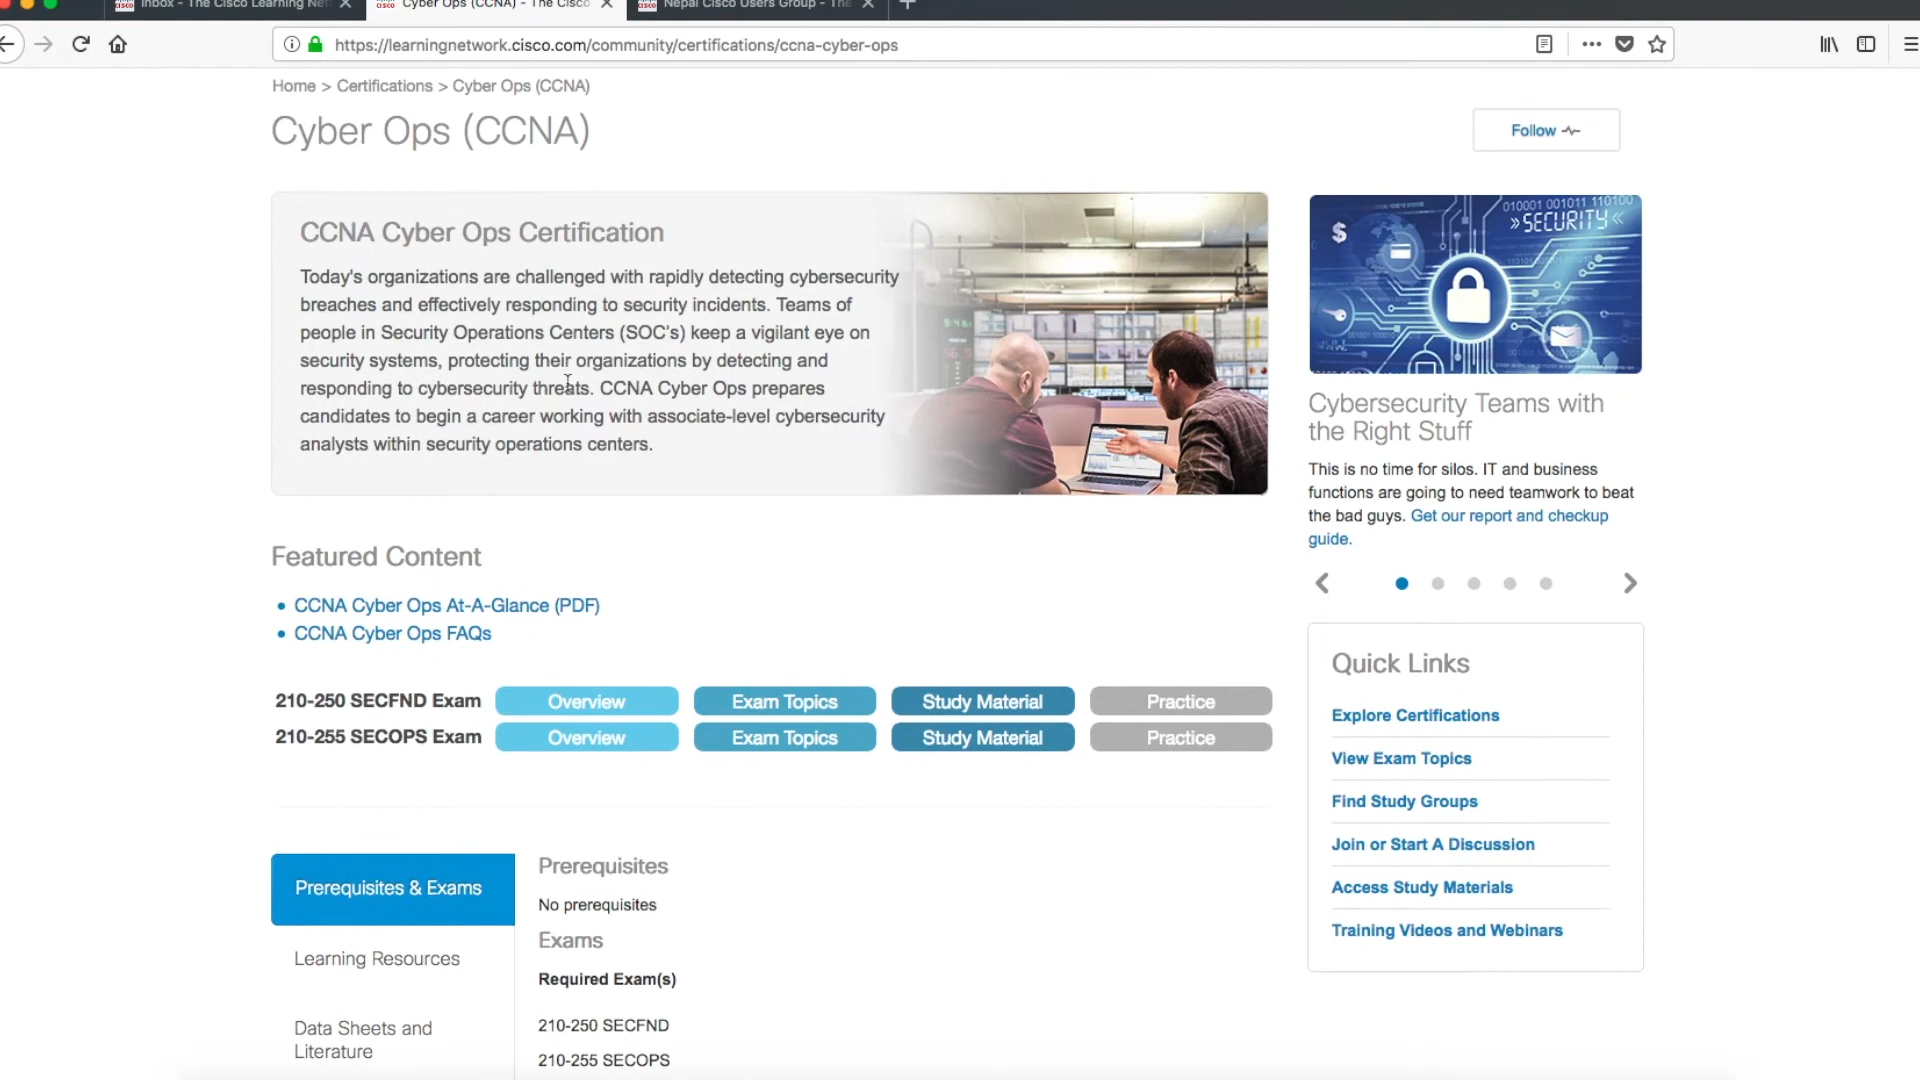 Inbox - The Cisco Learning Net
Cyber Ops (CCNA) - The Cisco
Nepal Cisco Users Group - The
https://learningnetwork.cisco.com/community/certifications/ccna-cyber-ops
Home > Certifications > Cyber Ops (CCNA)
Cyber Ops (CCNA)
Follow
CCNA Cyber Ops Certification
Today's organizations are challenged with rapidly detecting cybersecurity
breaches and effectively responding to security incidents. Teams of
people in Security Operations Centers (SOC's) keep a vigilant eye on
security systems, protecting their organizations by detecting and
responding to cybersecurity threats. CCNA Cyber Ops prepares
candidates to begin a career working with associate-level cybersecurity
analysts within security operations centers.
010001 001011 110100
»SECURITY«
Cybersecurity Teams with
the Right Stuff
This is no time for silos. IT and business
functions are going to need teamwork to beat
the bad guys. Get our report and checkup
guide.
Featured Content
• CCNA Cyber Ops At-A-Glance (PDF)
• CCNA Cyber Ops FAQs
210-250 SECFND Exam Overview Exam Topics Study Material Practice
210-255 SECOPS Exam Overview Exam Topics Study Material Practice
Quick Links
Explore Certifications
View Exam Topics
Find Study Groups
Join or Start A Discussion
Access Study Materials
Training Videos and Webinars
Prerequisites & Exams
Learning Resources
Data Sheets and
Literature
Prerequisites
No prerequisites
Exams
Required Exam(s)
210-250 SECFND
210-255 SECOPS